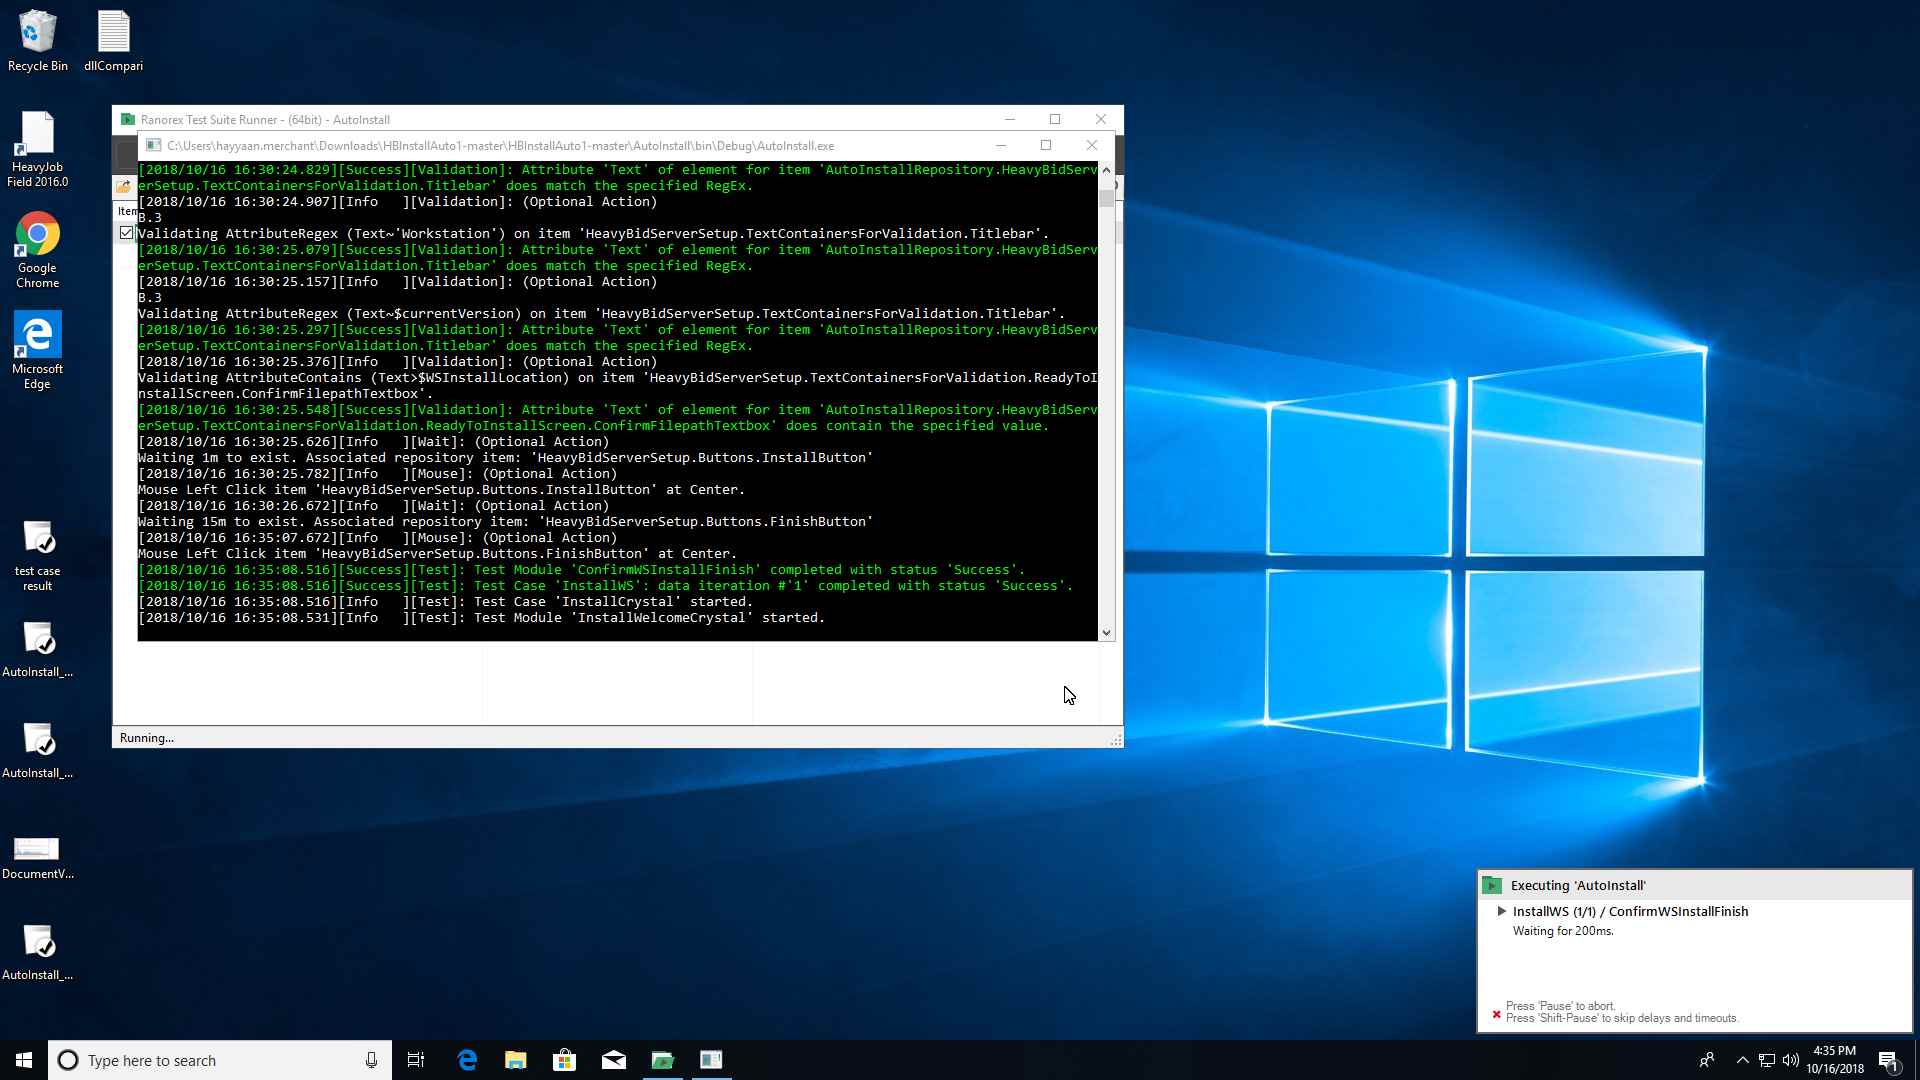 Recycle Bin
dllCompari
HeavyJob
Field 2016.0
Google
Chrome
Microsoft
Edge
test case
result
AutoInstall_...
AutoInstall_...
DocumentV...
AutoInstall_...
Ranorex Test Suite Runner - (64bit) - AutoInstall
C:\Users\hayyaan.merchant\Downloads\HBInstallAuto1-master\HBInstallAuto1-master\AutoInstall\bin\Debug\AutoInstall.exe
Item
[2018/10/16 16:30:24.829][Success][Validation]: Attribute 'Text' of element for item 'AutoInstallRepository.HeavyBidServ
erSetup.TextContainersForValidation.Titlebar' does match the specified RegEx.
[2018/10/16 16:30:24.907][Info   ][Validation]: (Optional Action)
B.3
Validating AttributeRegex (Text~'Workstation') on item 'HeavyBidServerSetup.TextContainersForValidation.Titlebar'.
[2018/10/16 16:30:25.079][Success][Validation]: Attribute 'Text' of element for item 'AutoInstallRepository.HeavyBidServ
erSetup.TextContainersForValidation.Titlebar' does match the specified RegEx.
[2018/10/16 16:30:25.157][Info   ][Validation]: (Optional Action)
B.3
Validating AttributeRegex (Text~$currentVersion) on item 'HeavyBidServerSetup.TextContainersForValidation.Titlebar'.
[2018/10/16 16:30:25.297][Success][Validation]: Attribute 'Text' of element for item 'AutoInstallRepository.HeavyBidServ
erSetup.TextContainersForValidation.Titlebar' does match the specified RegEx.
[2018/10/16 16:30:25.376][Info   ][Validation]: (Optional Action)
Validating AttributeContains (Text>$WSInstallLocation) on item 'HeavyBidServerSetup.TextContainersForValidation.ReadyToI
nstallScreen.ConfirmFilepathTextbox'.
[2018/10/16 16:30:25.548][Success][Validation]: Attribute 'Text' of element for item 'AutoInstallRepository.HeavyBidServ
erSetup.TextContainersForValidation.ReadyToInstallScreen.ConfirmFilepathTextbox' does contain the specified value.
[2018/10/16 16:30:25.626][Info   ][Wait]: (Optional Action)
Waiting 1m to exist. Associated repository item: 'HeavyBidServerSetup.Buttons.InstallButton'
[2018/10/16 16:30:25.782][Info   ][Mouse]: (Optional Action)
Mouse Left Click item 'HeavyBidServerSetup.Buttons.InstallButton' at Center.
[2018/10/16 16:30:26.672][Info   ][Wait]: (Optional Action)
Waiting 15m to exist. Associated repository item: 'HeavyBidServerSetup.Buttons.FinishButton'
[2018/10/16 16:35:07.672][Info   ][Mouse]: (Optional Action)
Mouse Left Click item 'HeavyBidServerSetup.Buttons.FinishButton' at Center.
[2018/10/16 16:35:08.516][Success][Test]: Test Module 'ConfirmWSInstallFinish' completed with status 'Success'.
[2018/10/16 16:35:08.516][Success][Test]: Test Case 'InstallWS': data iteration #'1' completed with status 'Success'.
[2018/10/16 16:35:08.516][Info   ][Test]: Test Case 'InstallCrystal' started.
[2018/10/16 16:35:08.531][Info   ][Test]: Test Module 'InstallWelcomeCrystal' started.
Running...
Executing 'AutoInstall'
InstallWS (1/1) / ConfirmWSInstallFinish
Waiting for 200ms.
Press 'Pause' to abort.
Press 'Shift-Pause' to skip delays and timeouts.
Type here to search
4:35 PM
10/16/2018
1